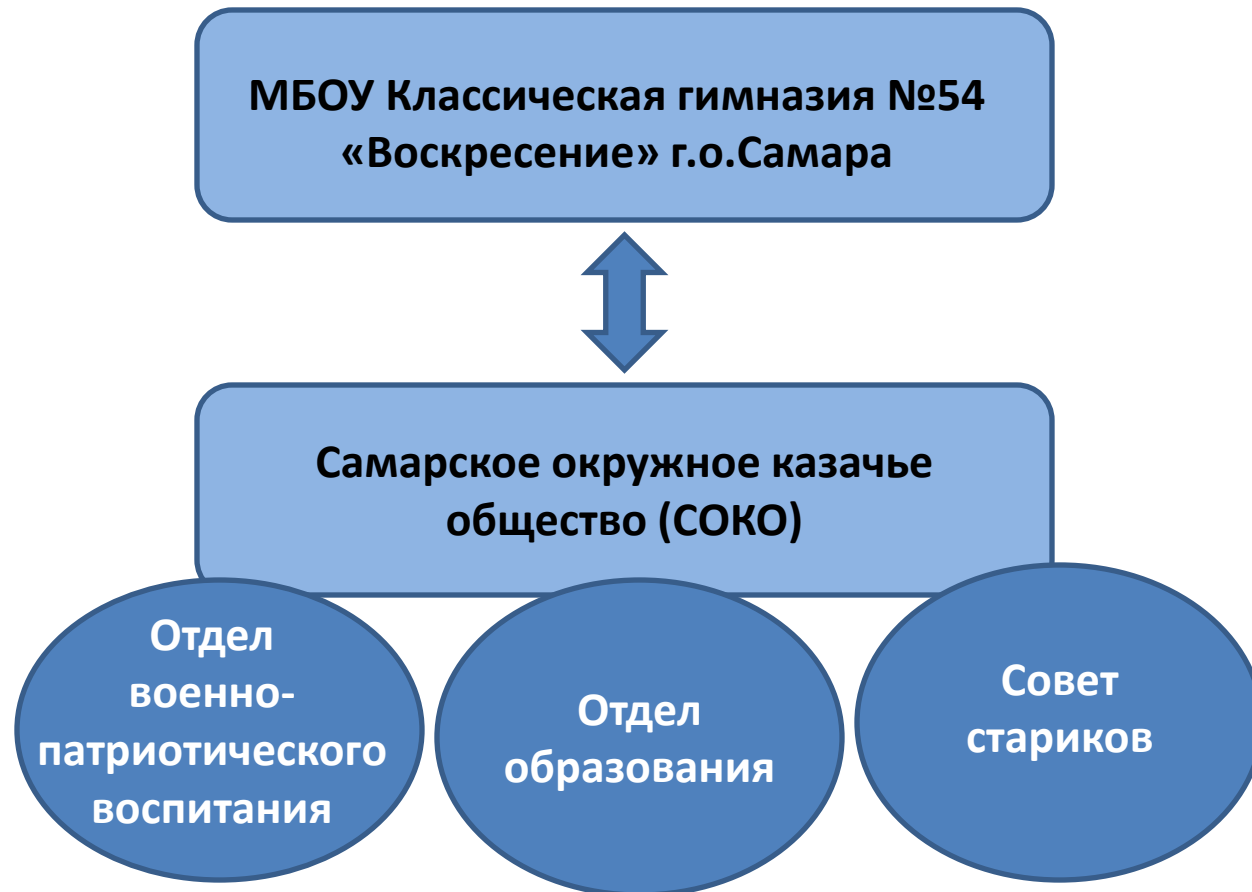 МБОУ Классическая гимназия №54
«Воскресение» г.о.Самара
Самарское окружное казачье
общество (СОКО)
Отдел
военно-
патриотического
воспитания
Отдел
образования
Совет
стариков